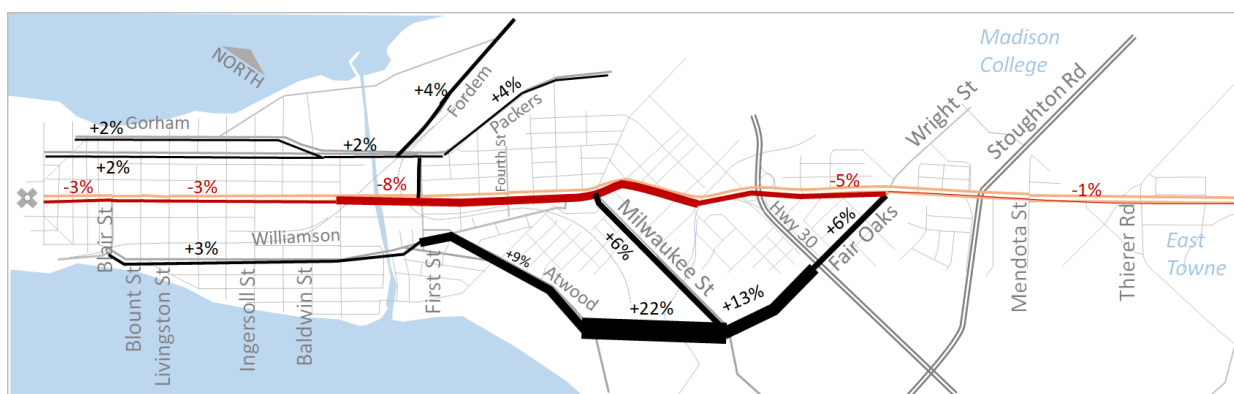 Madison
College
NORTH
+4%
Fordem
+4%
Packers
Wright St
Stoughton Rd
+2%
Gorham
+2%
+2%
Fourth St
-3%
-3%
-8%
-5%
-1%
Blair St
Williamson
+3%
First St
+9%
Atwood
Milwaukee St
+6%
+22%
+13%
Hwy 30
+6%
Fair Oaks
Mendota St
Thierer Rd
East
Towne
Blount St
Livingston St
Ingersoll St
Baldwin St